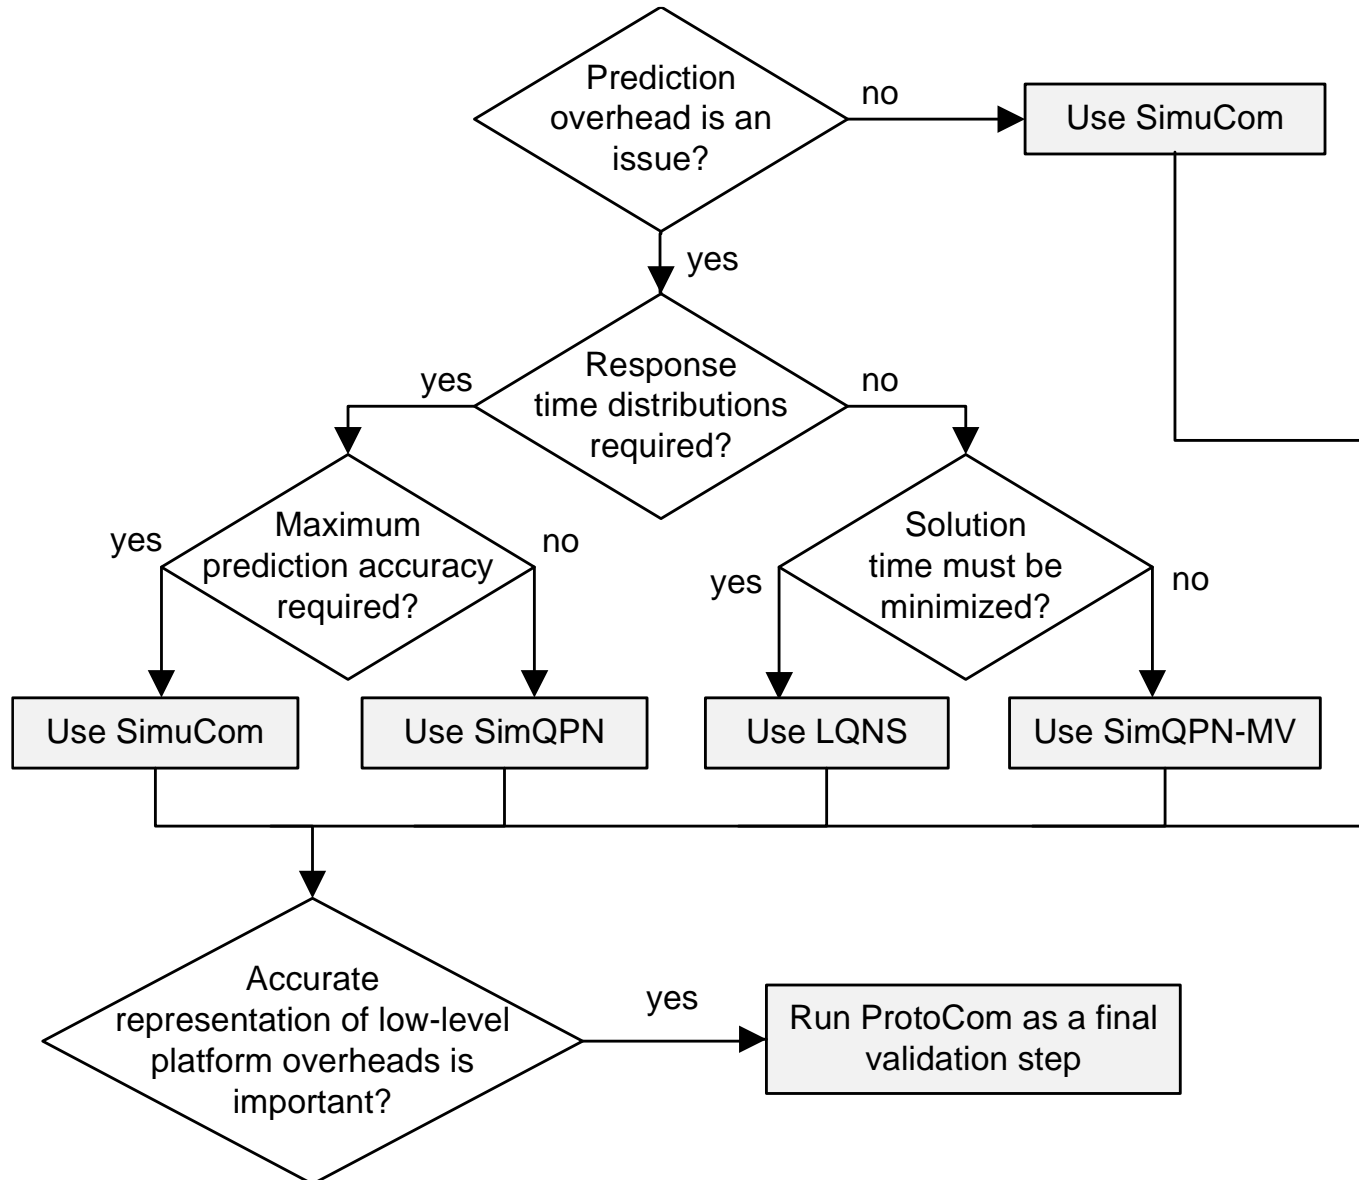 Prediction
overhead is an
issue?
no
Use SimuCom
yes
Response
time distributions
required?
yes
no
Maximum
prediction accuracy
required?
yes
no
Solution
time must be
minimized?
yes
no
Use SimuCom
Use SimQPN
Use LQNS
Use SimQPN-MV
Accurate
representation of low-level
platform overheads is
important?
yes
Run ProtoCom as a final
validation step